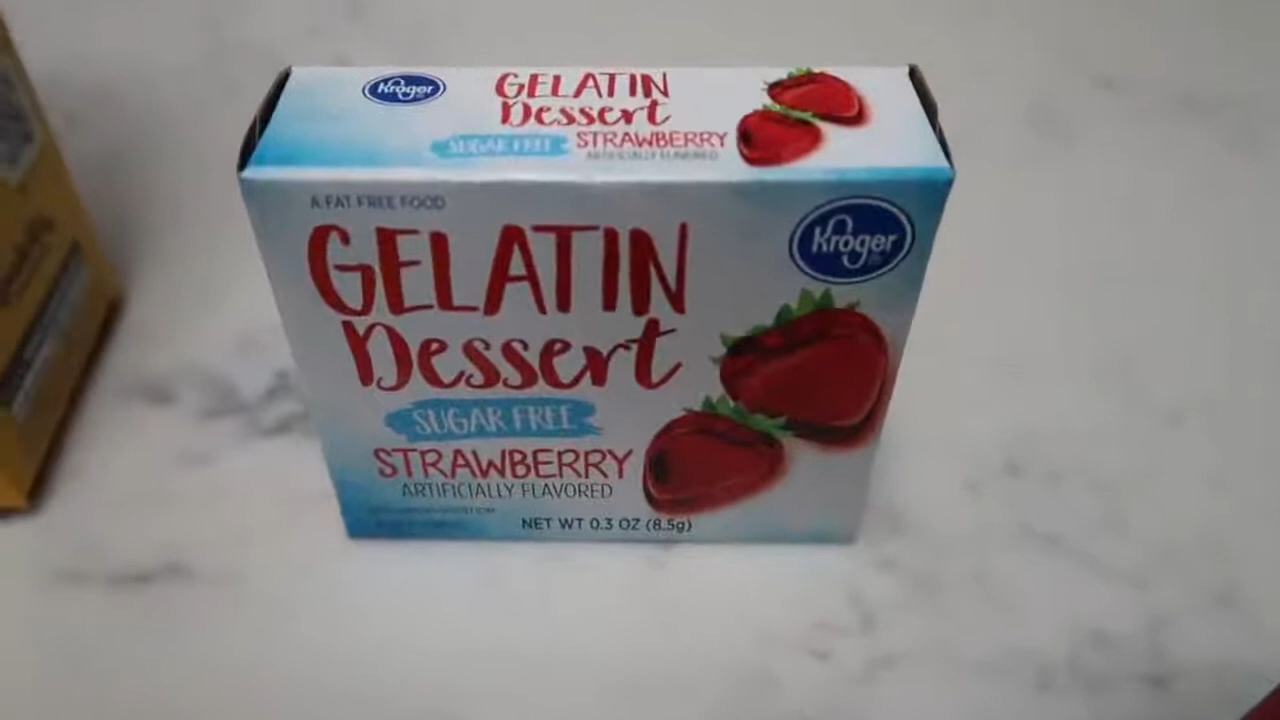 Kroger
GELATIN
Dessert
SUGAR FREE
STRAWBERRY
ARTIFICIALLY FLAVORED
A FAT FREE FOOD
Kroger
GELATIN
Dessert
SUGAR FREE
STRAWBERRY
ARTIFICIALLY FLAVORED
NET WT 0.3 OZ (8.5g)